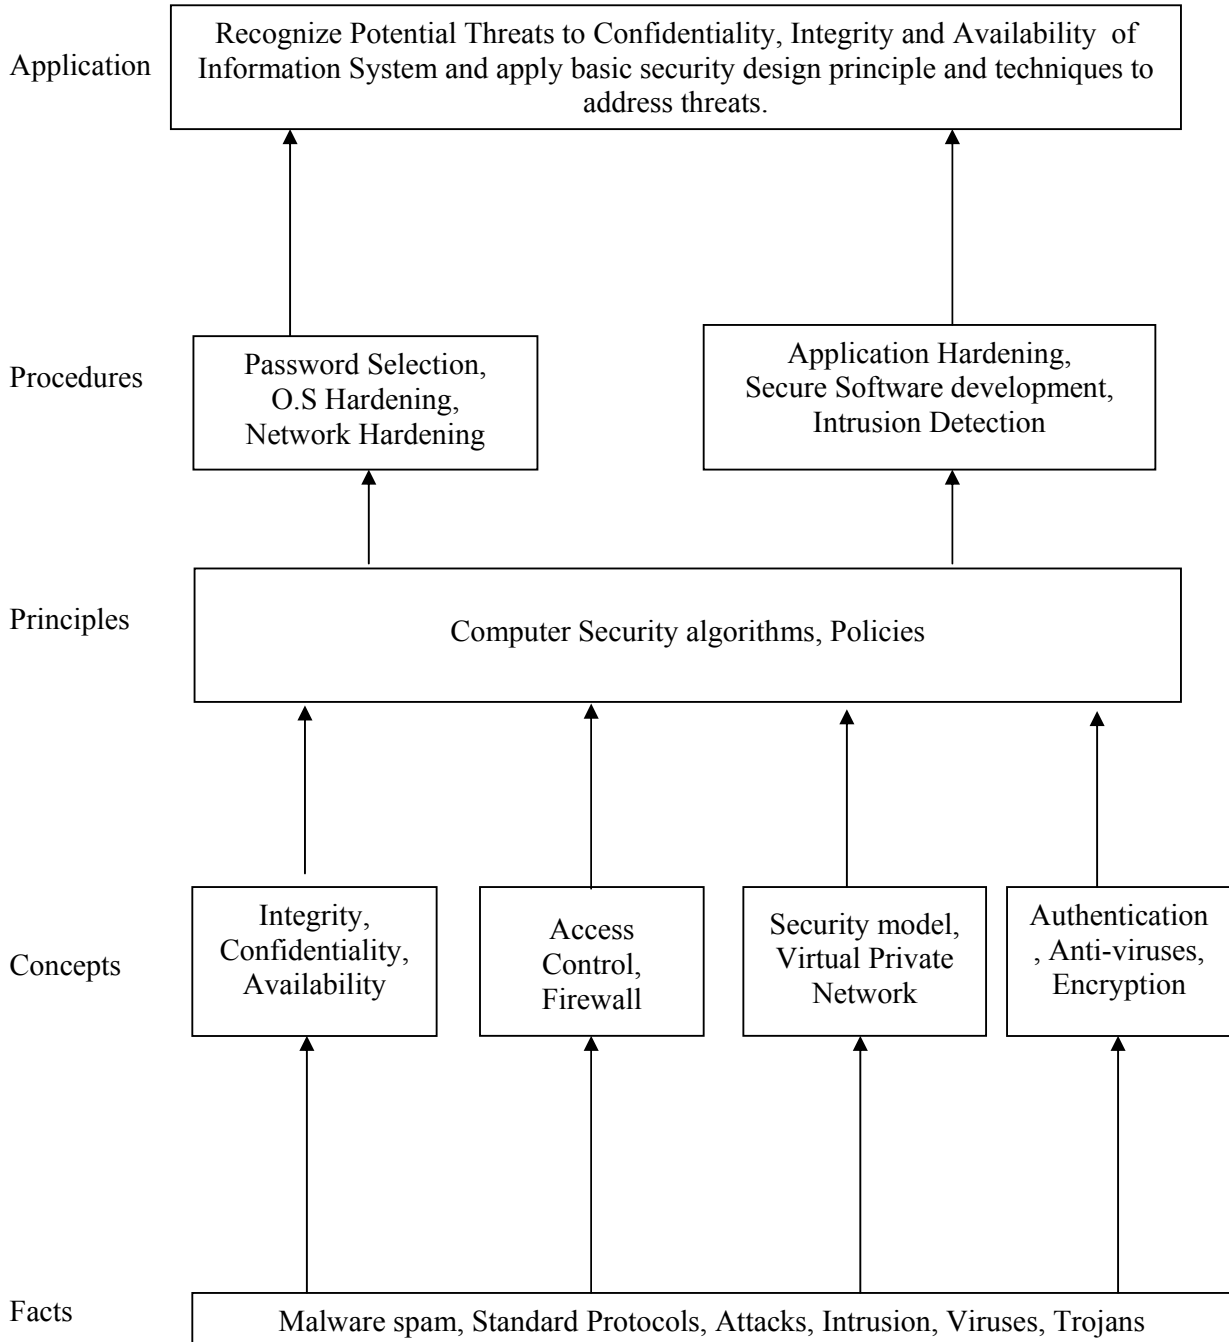 Application
Recognize Potential Threats to Confidentiality, Integrity and Availability of
Information System and apply basic security design principle and techniques to
address threats.
Procedures
Password Selection,
O.S Hardening,
Network Hardening
Application Hardening,
Secure Software development,
Intrusion Detection
Principles
Computer Security algorithms, Policies
Concepts
Integrity,
Confidentiality,
Availability
Access
Control,
Firewall
Security model,
Virtual Private
Network
Authentication
, Anti-viruses,
Encryption
Facts
Malware spam, Standard Protocols, Attacks, Intrusion, Viruses, Trojans